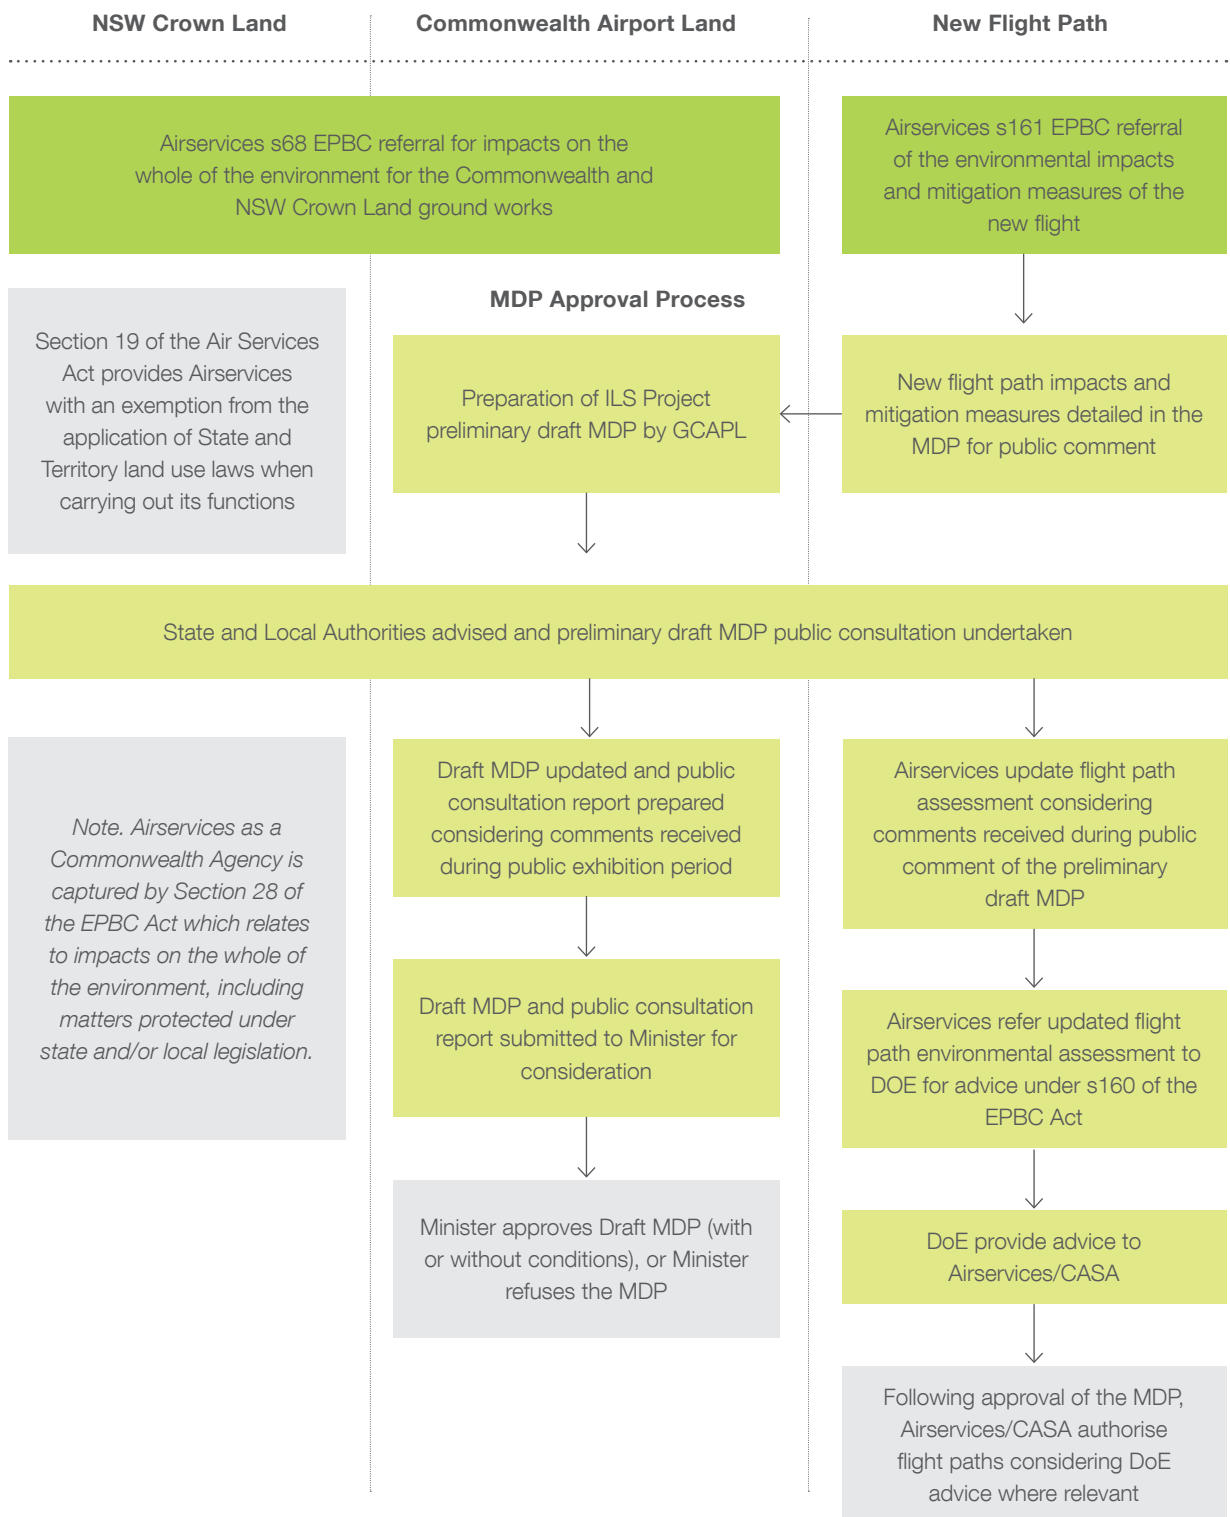 NSW Crown Land
Commonwealth Airport Land
New Flight Path
Airservices s68 EPBC referral for impacts on the
whole of the environment for the Commonwealth and
NSW Crown Land ground works
Airservices s161 EPBC referral
of the environmental impacts
and mitigation measures of the
new flight
Section 19 of the Air Services
Act provides Airservices
with an exemption from the
application of State and
Territory land use laws when
carrying out its functions
MDP Approval Process
Preparation of ILS Project
preliminary draft MDP by GCAPL
New flight path impacts and
mitigation measures detailed in the
MDP for public comment
State and Local Authorities advised and preliminary draft MDP public consultation undertaken
Note. Airservices as a
Commonwealth Agency is
captured by Section 28 of
the EPBC Act which relates
to impacts on the whole of
the environment, including
matters protected under
state and/or local legislation.
Draft MDP updated and public
consultation report prepared
considering comments received
during public exhibition period
Draft MDP and public consultation
report submitted to Minister for
consideration
Minister approves Draft MDP (with
or without conditions), or Minister
refuses the MDP
Airservices update flight path
assessment considering
comments received during public
comment of the preliminary
draft MDP
Airservices refer updated flight
path environmental assessment to
DOE for advice under s160 of the
EPBC Act
DoE provide advice to
Airservices/CASA
Following approval of the MDP,
Airservices/CASA authorise
flight paths considering DoE
advice where relevant